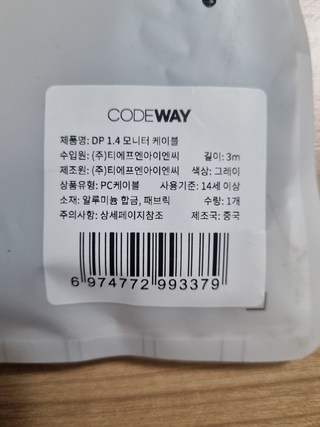 CODEWAY
제품명: DP 1.4 모니터 케이블
수입원: (주)티에프엔아이엔씨 길이: 3m
제조원: (주)티에프엔아이엔씨 색상: 그레이
상품유형: PC케이블 사용기준: 14세 이상
소재: 알루미늄 합금, 패브릭 수량: 1개
주의사항: 상세페이지참조 제조국: 중국
6 974772 993379